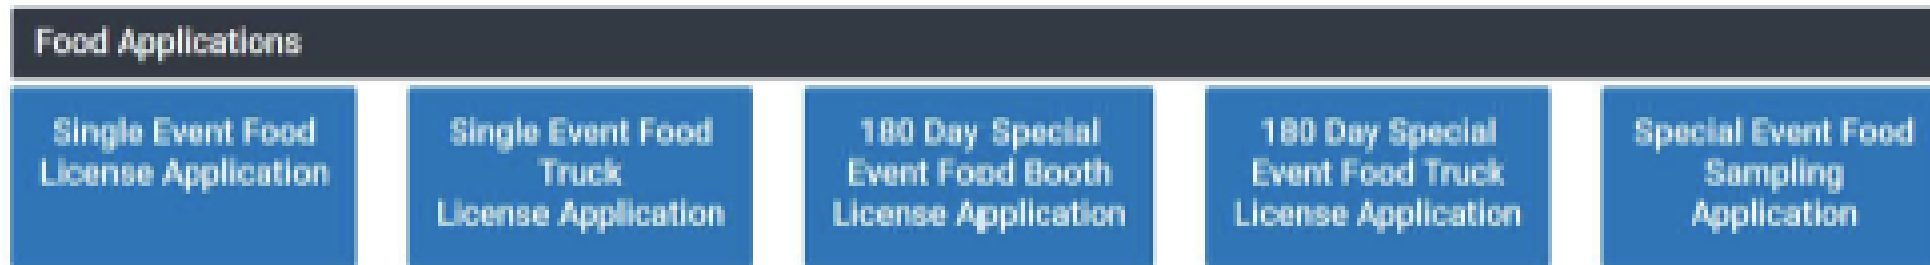 Food Applications
Single Event Food
License Application
Single Event Food
Truck
License Application
180 Day Special
Event Food Booth
License Application
180 Day Special
Event Food Truck
License Application
Special Event Food
Sampling
Application